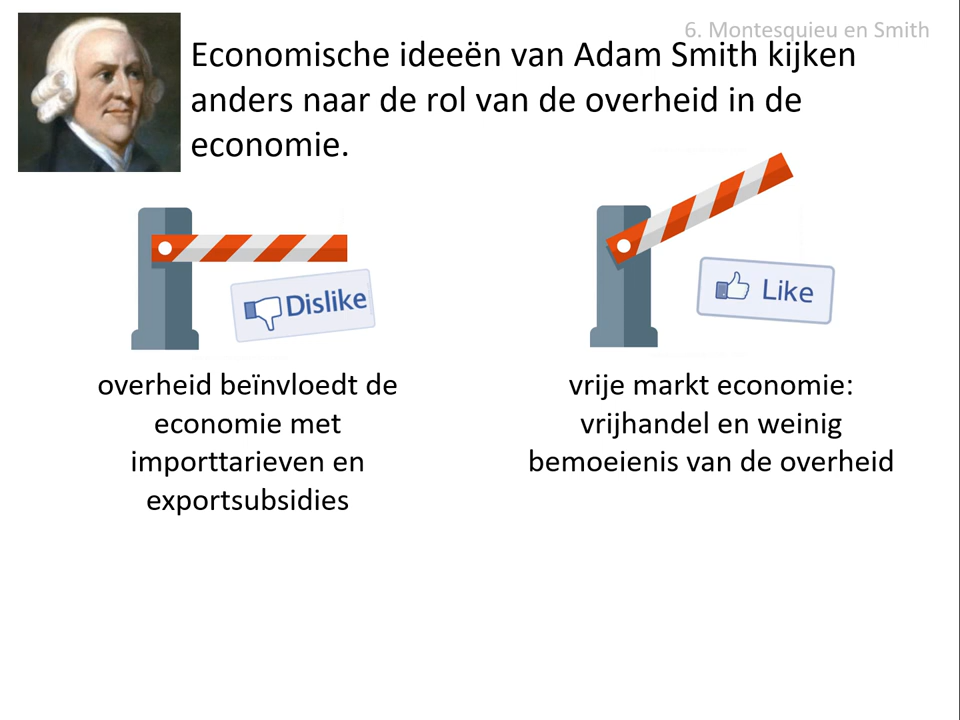 6. Montesquieu en Smith
Economische ideeën van Adam Smith kijken
anders naar de rol van de overheid in de
economie.
Dislike
Like
overheid beïnvloedt de
economie met
importtarieven en
exportsubsidies
vrije markt economie:
vrijhandel en weinig
bemoeienis van de overheid